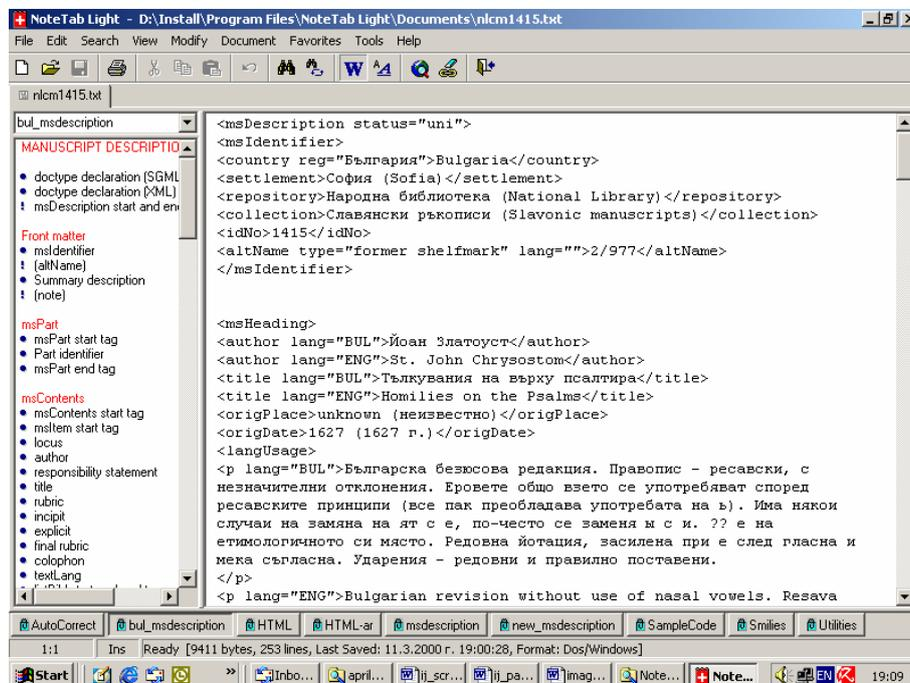 NoteTab Light - D:\Install\Program Files\NoteTab Light\Documents\nlcm1415.txt
File Edit Search View Modify Document Favorites Tools Help
nlcm1415.txt
bul_msdescription
MANUSCRIPT DESCRIPTIO
doctype declaration (SGML
doctype declaration (XML)
! msDescription start and en
Front matter
msIdentifier
! (altName)
Summary description
! (note)
msPart
msPart start tag
Part identifier
msPart end tag
msContents
msContents start tag
msItem start tag
locus
author
responsibility statement
title
rubric
incipit
explicit
final rubric
colophon
textLang
<msDescription status="uni">
<msIdentifier>
<country reg="България">Bulgaria</country>
<settlement>София (Sofia)</settlement>
<repository>Народна библиотека (National Library)</repository>
<collection>Славянски ръкописи (Slavonic manuscripts)</collection>
<idNo>1415</idNo>
<altName type="former shelfmark" lang="">2/977</altName>
</msIdentifier>
<msHeading>
<author lang="BUL">Йоан Златоуст</author>
<author lang="ENG">St. John Chrysostom</author>
<title lang="BUL">Тълкувания на върху псалтира</title>
<title lang="ENG">Homilies on the Psalms</title>
<origPlace>unknown (неизвестно)</origPlace>
<origDate>1627 (1627 г.)</origDate>
<langUsage>
<p lang="BUL">Българска безюсова редакция. Правопис - ресавски, с
незначителни отклонения. Еровете общо взето се употребяват според
ресавските принципи (все пак преобладава употребата на ь). Има някои
случаи на замяна на ят с е, по-често се заменя ы с и. ?? е на
етимологичното си място. Редовна йотация, засилена при е след гласна и
мека съгласна. Ударения - редовни и правилно поставени.
</p>
<p lang="ENG">Bulgarian revision without use of nasal vowels. Resava
AutoCorrect bul_msdescription HTML HTML-ar msdescription new_msdescription SampleCode Smilies Utilities
1:1 Ins Ready [9411 bytes, 253 lines, Last Saved: 11.3.2000 г. 19:00:28, Format: Dos/Windows]
Start » Inbo... april... ij_scr... ij_pa... imag... Note... Note... EN 19:09